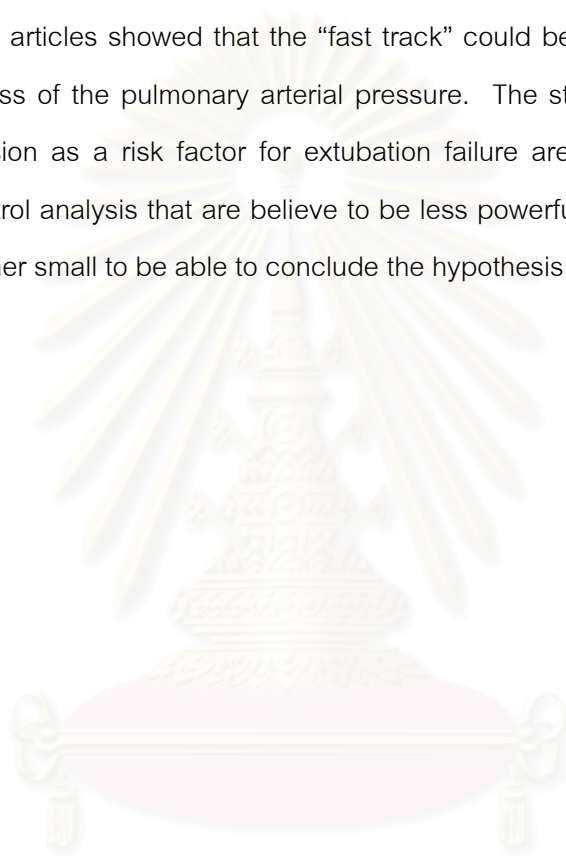 articles showed that the “fast track” could be
ss of the pulmonary arterial pressure. The st
ion as a risk factor for extubation failure are
rol analysis that are believe to be less powerfu
er small to be able to conclude the hypothesis